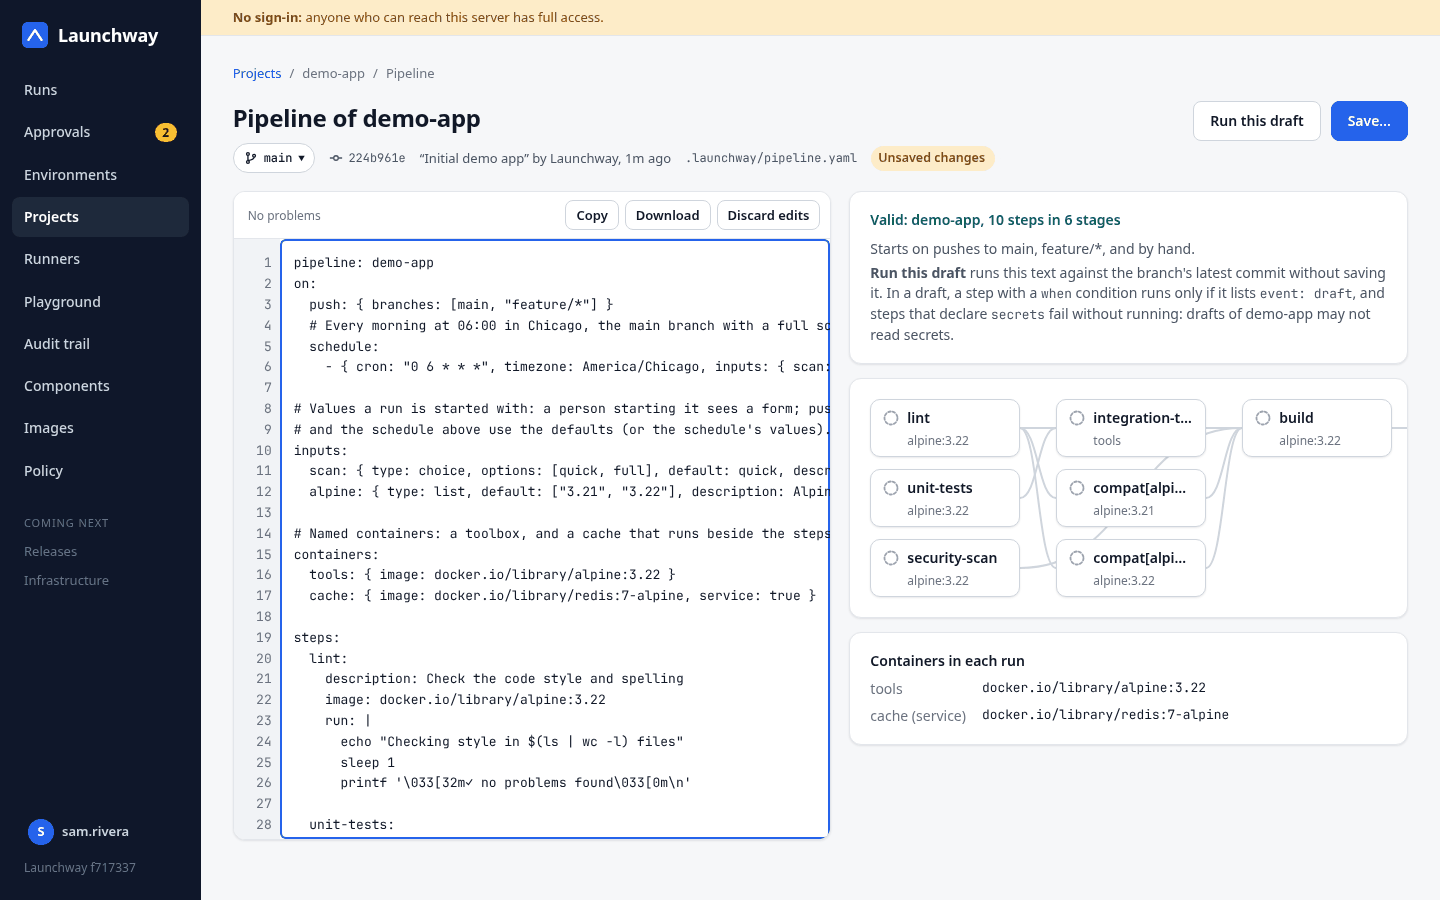 No sign-in: anyone who can reach this server has full access.
Launchway
Runs
Approvals 2
Environments
Projects
Runners
Playground
Audit trail
Components
Images
Policy
COMING NEXT
Releases
Infrastructure
S sam.rivera
Launchway f717337
Projects / demo-app / Pipeline
Pipeline of demo-app
Run this draft
Save...
main ▾ 224b961e “Initial demo app” by Launchway, 1m ago .launchway/pipeline.yaml Unsaved changes
No problems
Copy
Download
Discard edits
1 pipeline: demo-app
2 on:
3 push: { branches: [main, "feature/*"] }
4 # Every morning at 06:00 in Chicago, the main branch with a full
5 schedule:
6 - { cron: "0 6 * * *", timezone: America/Chicago, inputs: { scan:
7
8 # Values a run is started with: a person starting it sees a form;
9 # and the schedule above use the defaults (or the schedule's values).
10 inputs:
11 scan: { type: choice, options: [quick, full], default: quick,
12 alpine: { type: list, default: ["3.21", "3.22"], description:
13
14 # Named containers: a toolbox, and a cache that runs beside the steps
15 containers:
16 tools: { image: docker.io/library/alpine:3.22 }
17 cache: { image: docker.io/library/redis:7-alpine, service: true }
18
19 steps:
20 lint:
21 description: Check the code style and spelling
22 image: docker.io/library/alpine:3.22
23 run: |
24 echo "Checking style in $(ls | wc -l) files"
25 sleep 1
26 printf '\033[32m✓ no problems found\033[0m\n'
27
28 unit-tests:
Valid: demo-app, 10 steps in 6 stages
Starts on pushes to main, feature/*, and by hand.
Run this draft runs this text against the branch's latest commit without saving
it. In a draft, a step with a when condition runs only if it lists event: draft, and
steps that declare secrets fail without running: drafts of demo-app may not
read secrets.
lint
alpine:3.22
integration-t...
tools
build
alpine:3.22
unit-tests
alpine:3.22
compat[alpi...
alpine:3.21
security-scan
alpine:3.22
compat[alpi...
alpine:3.22
Containers in each run
tools docker.io/library/alpine:3.22
cache (service) docker.io/library/redis:7-alpine